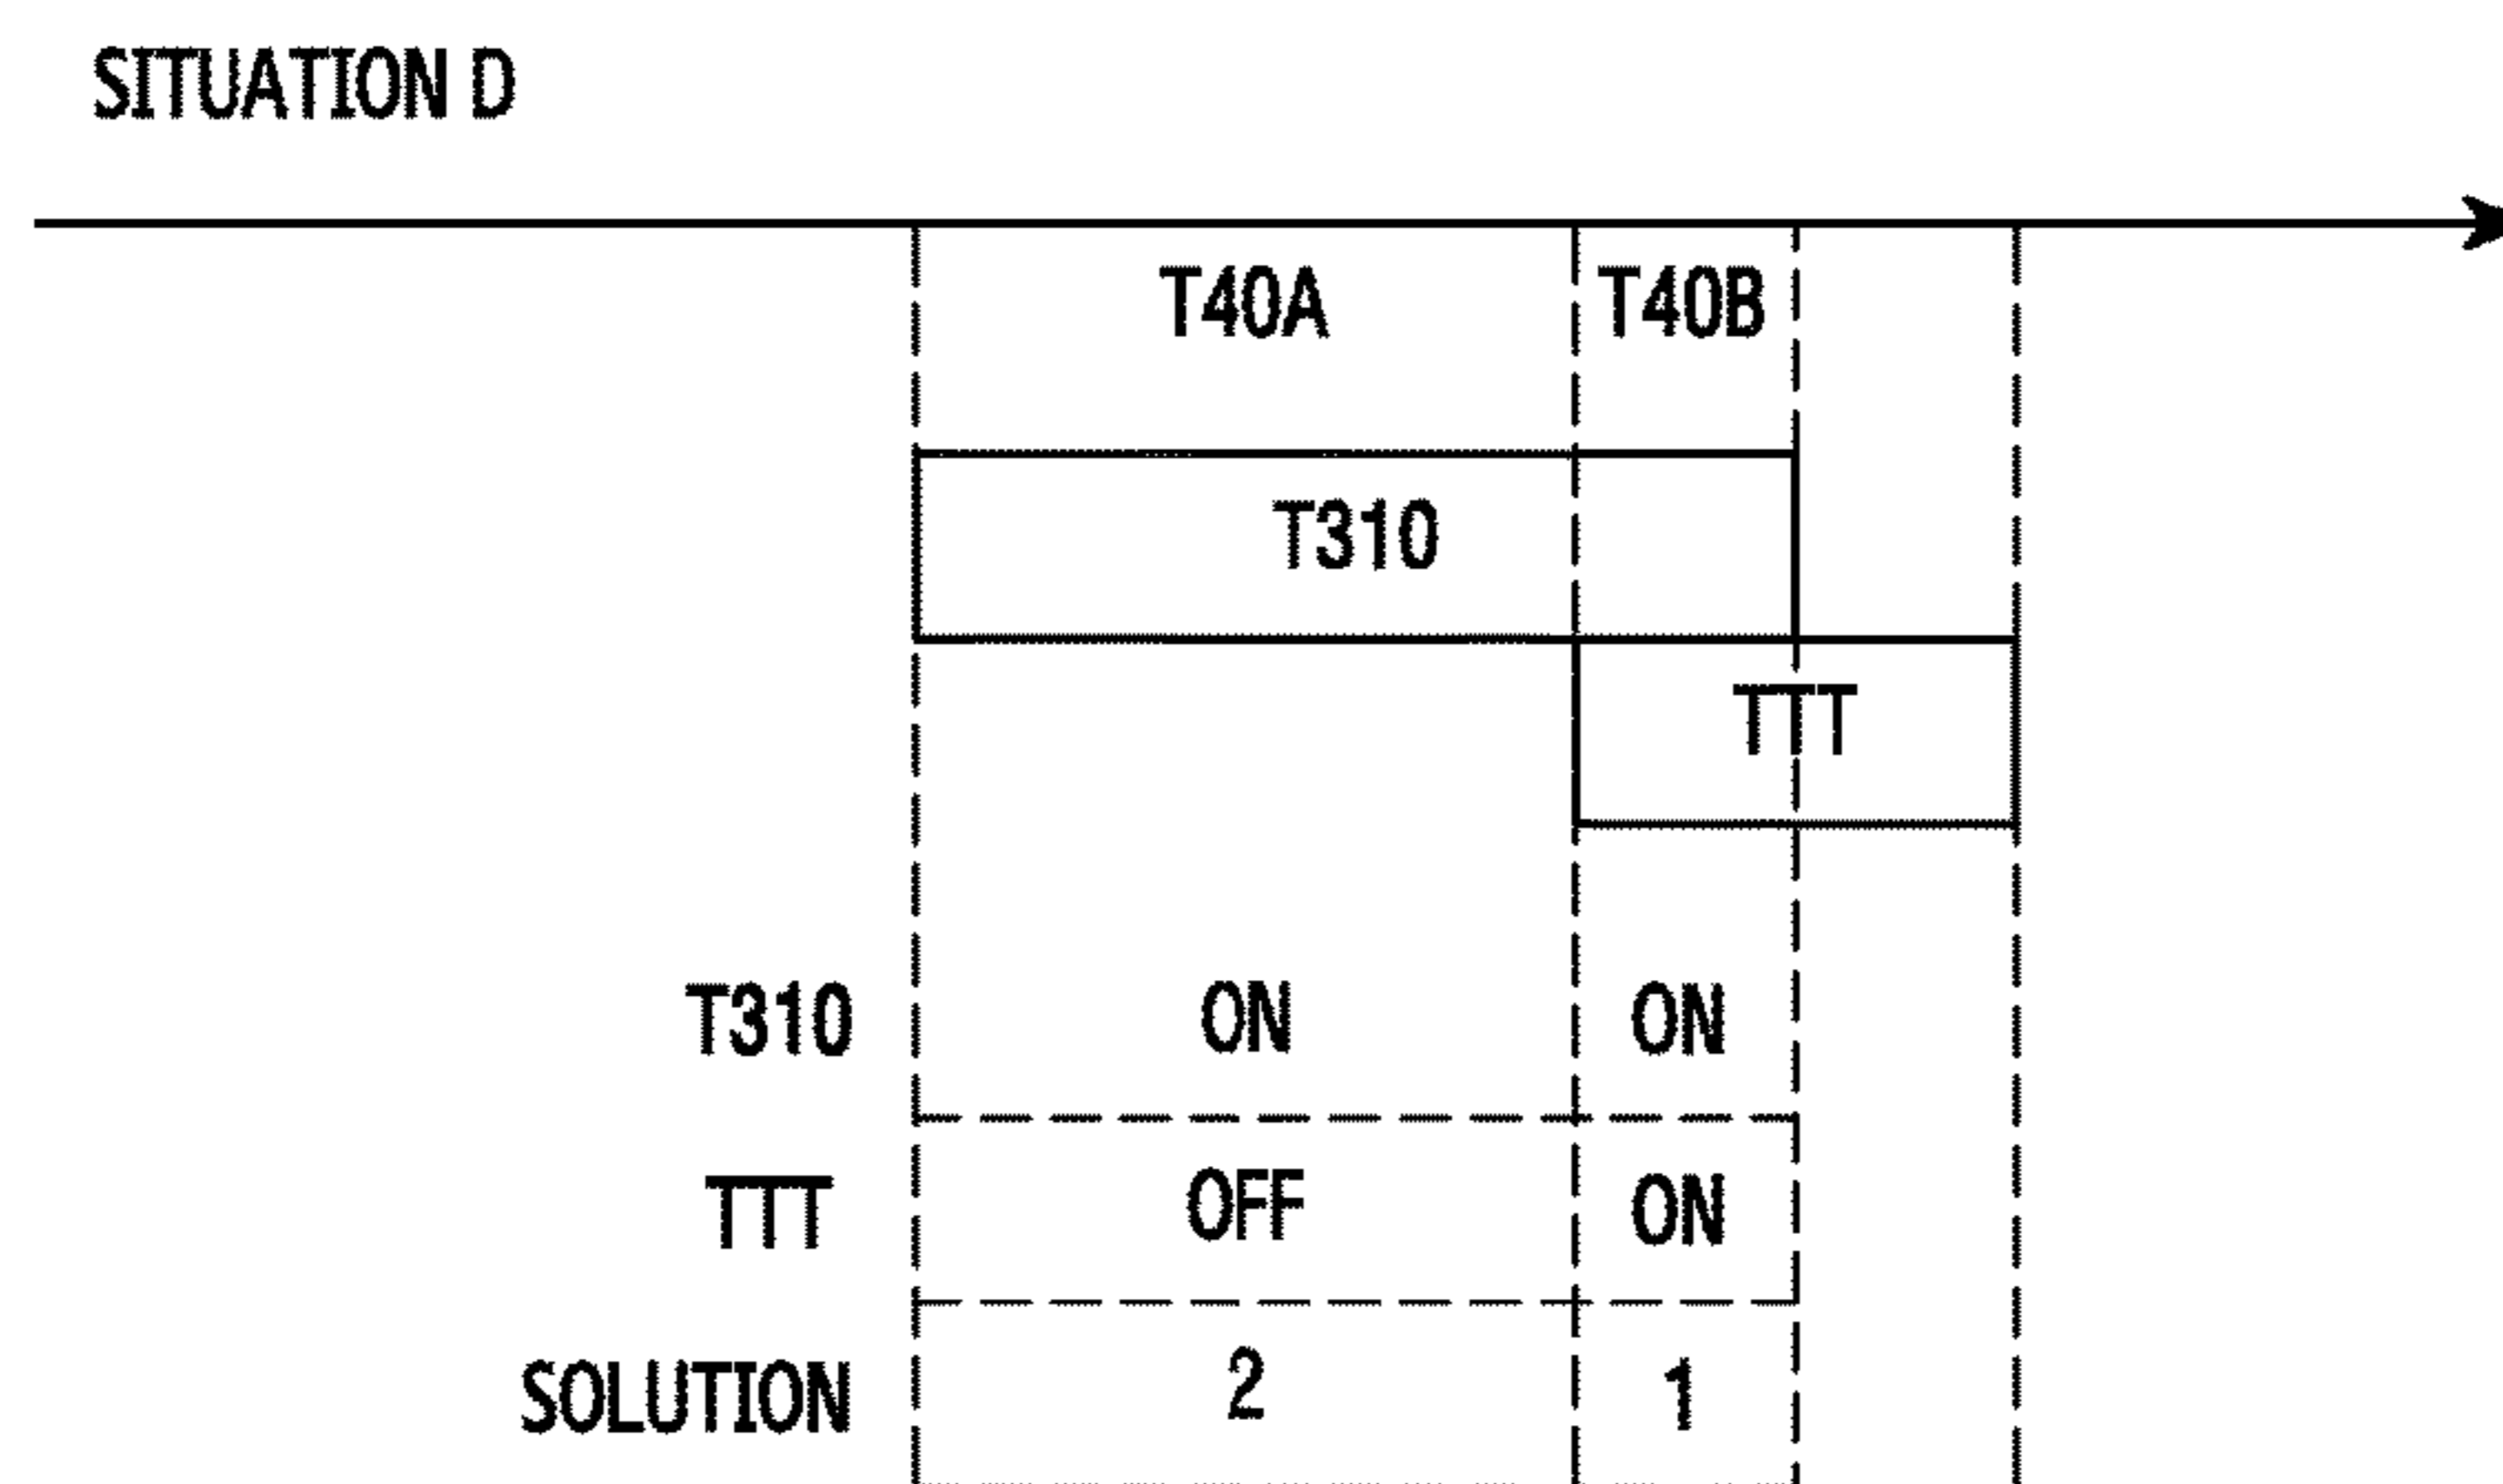 SITUATION D
T40A T40B
T310
TTT
T310 ON ON
TTT OFF ON
SOLUTION 2 1